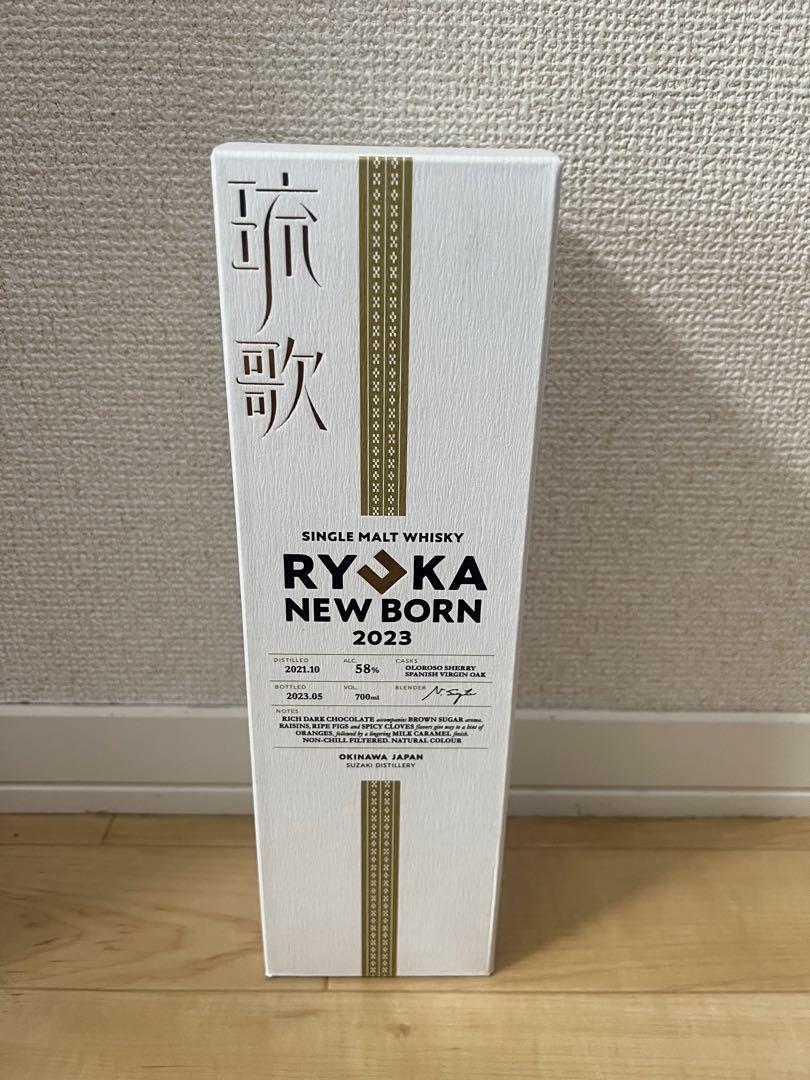 琉歌
SINGLE MALT WHISKY
RYUKA
NEW BORN
2023
DISTILLED 2021.10 ALC. 58% CASKS OLOROSO SHERRY
SPANISH VIRGIN OAK
BOTTLED 2023.05 VOL. 700ml BLENDER
NOTES
RICH DARK CHOCOLATE accompanies BROWN SUGAR aroma.
RAISINS, RIPE FIGS and SPICY CLOVES flavors give way to a hint of
ORANGES, followed by a lingering MILK CARAMEL finish.
NON-CHILL FILTERED. NATURAL COLOUR
OKINAWA JAPAN
SUZAKI DISTILLERY